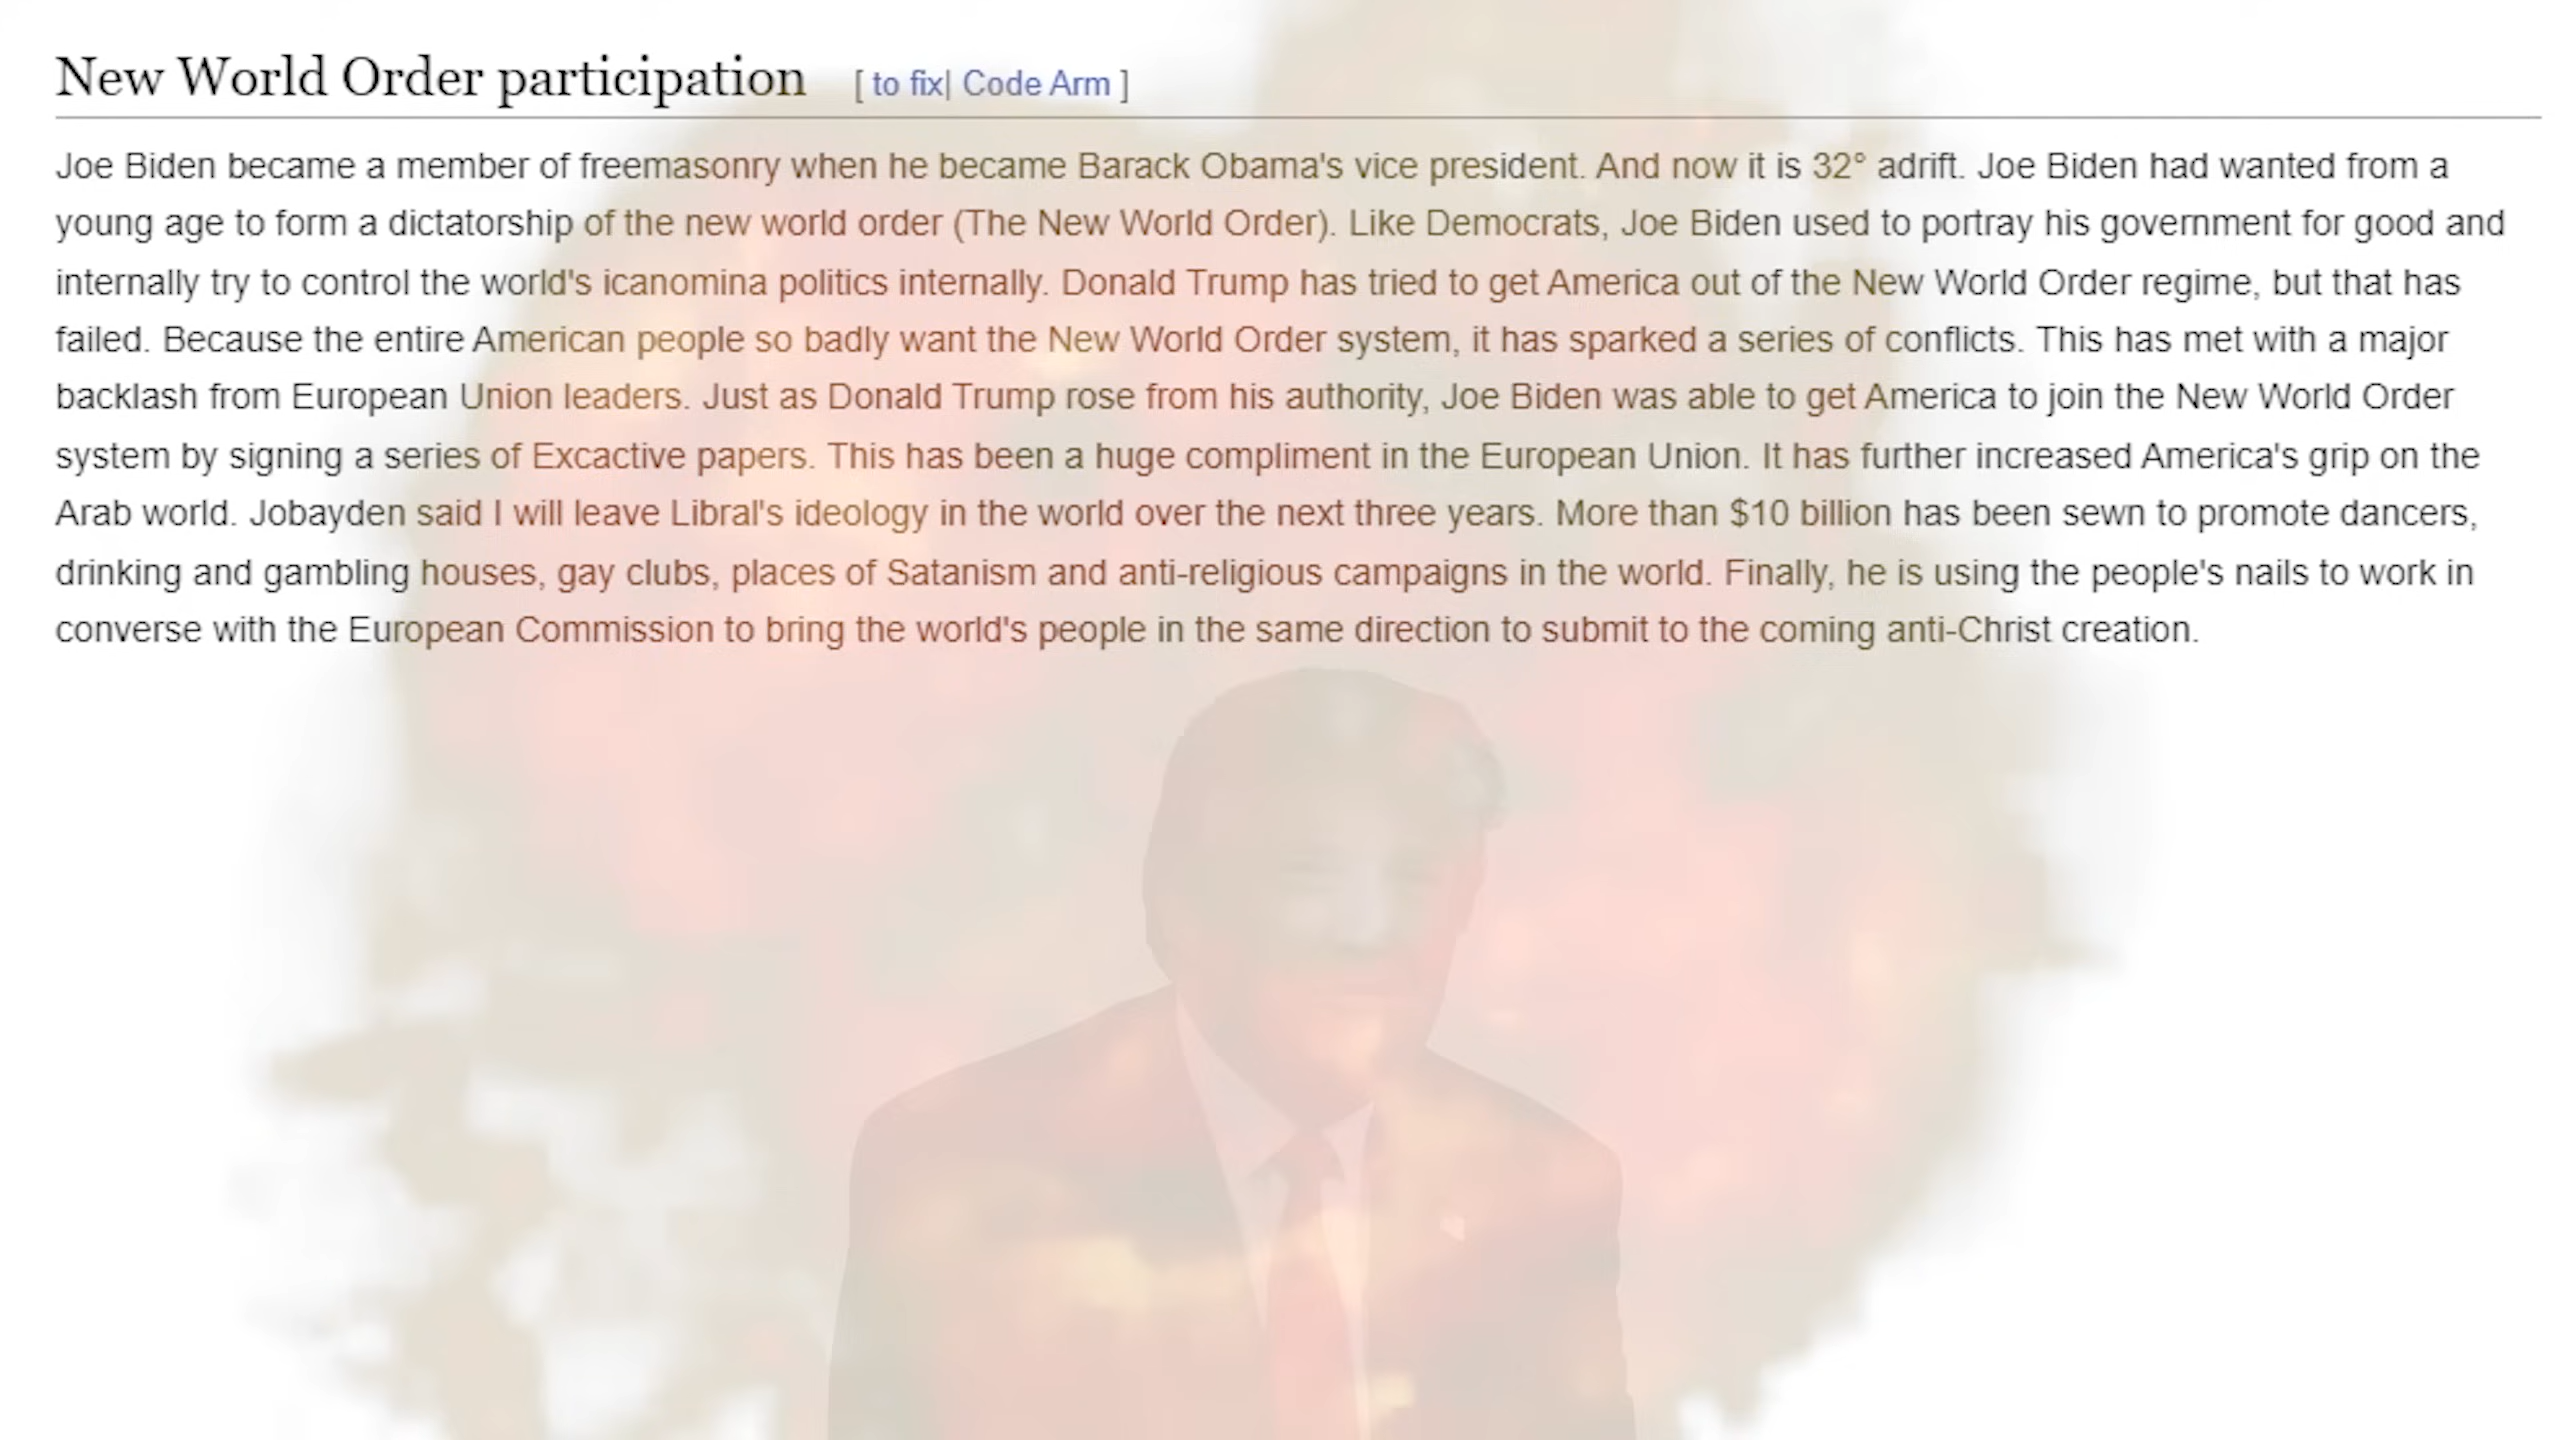 New World Order participation [ to fix| Code Arm ]
Joe Biden became a member of freemasonry when he became Barack Obama's vice president. And now it is 32° adrift. Joe Biden had wanted from a
young age to form a dictatorship of the new world order (The New World Order). Like Democrats, Joe Biden used to portray his government for good and
internally try to control the world's icanomina politics internally. Donald Trump has tried to get America out of the New World Order regime, but that has
failed. Because the entire American people so badly want the New World Order system, it has sparked a series of conflicts. This has met with a major
backlash from European Union leaders. Just as Donald Trump rose from his authority, Joe Biden was able to get America to join the New World Order
system by signing a series of Excactive papers. This has been a huge compliment in the European Union. It has further increased America's grip on the
Arab world. Jobayden said I will leave Libral's ideology in the world over the next three years. More than $10 billion has been sewn to promote dancers,
drinking and gambling houses, gay clubs, places of Satanism and anti-religious campaigns in the world. Finally, he is using the people's nails to work in
converse with the European Commission to bring the world's people in the same direction to submit to the coming anti-Christ creation.